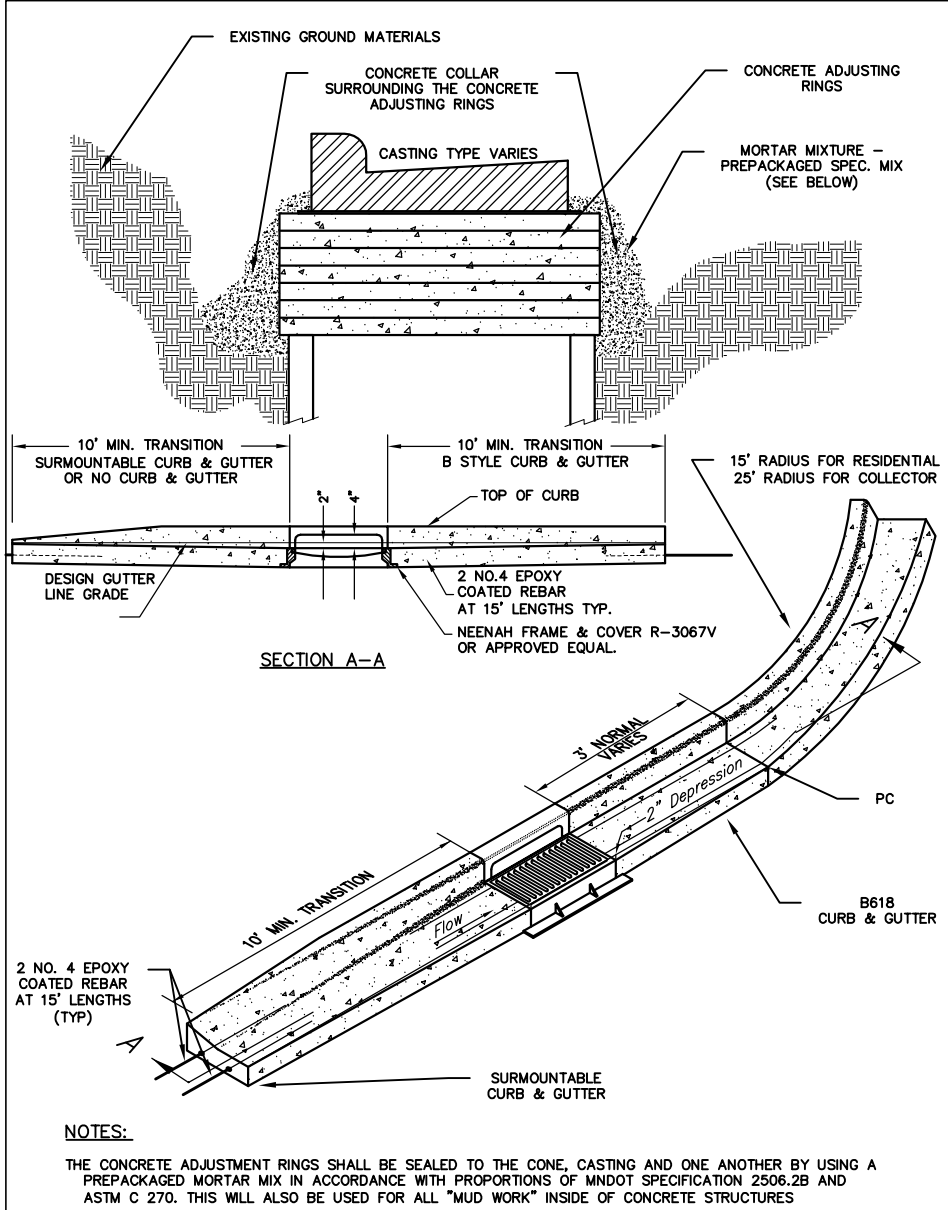 EXISTING GROUND MATERIALS
CONCRETE COLLAR
SURROUNDING THE CONCRETE
ADJUSTING RINGS
CONCRETE ADJUSTING
RINGS
CASTING TYPE VARIES
MORTAR MIXTURE –
PREPACKAGED SPEC. MIX
(SEE BELOW)
10' MIN. TRANSITION
SURMOUNTABLE CURB & GUTTER
OR NO CURB & GUTTER
10' MIN. TRANSITION
B STYLE CURB & GUTTER
15' RADIUS FOR RESIDENTIAL
25' RADIUS FOR COLLECTOR
2"
4"
TOP OF CURB
DESIGN GUTTER
LINE GRADE
2 NO.4 EPOXY
COATED REBAR
AT 15' LENGTHS TYP.
NEENAH FRAME & COVER R–3067V
OR APPROVED EQUAL.
SECTION A–A
A
3' NORMAL
VARIES
2" Depression
PC
10' MIN. TRANSITION
Flow
B618
CURB & GUTTER
2 NO. 4 EPOXY
COATED REBAR
AT 15' LENGTHS
(TYP)
A
SURMOUNTABLE
CURB & GUTTER
NOTES:
THE CONCRETE ADJUSTMENT RINGS SHALL BE SEALED TO THE CONE, CASTING AND ONE ANOTHER BY USING A
PREPACKAGED MORTAR MIX IN ACCORDANCE WITH PROPORTIONS OF MNDOT SPECIFICATION 2506.2B AND
ASTM C 270. THIS WILL ALSO BE USED FOR ALL "MUD WORK" INSIDE OF CONCRETE STRUCTURES